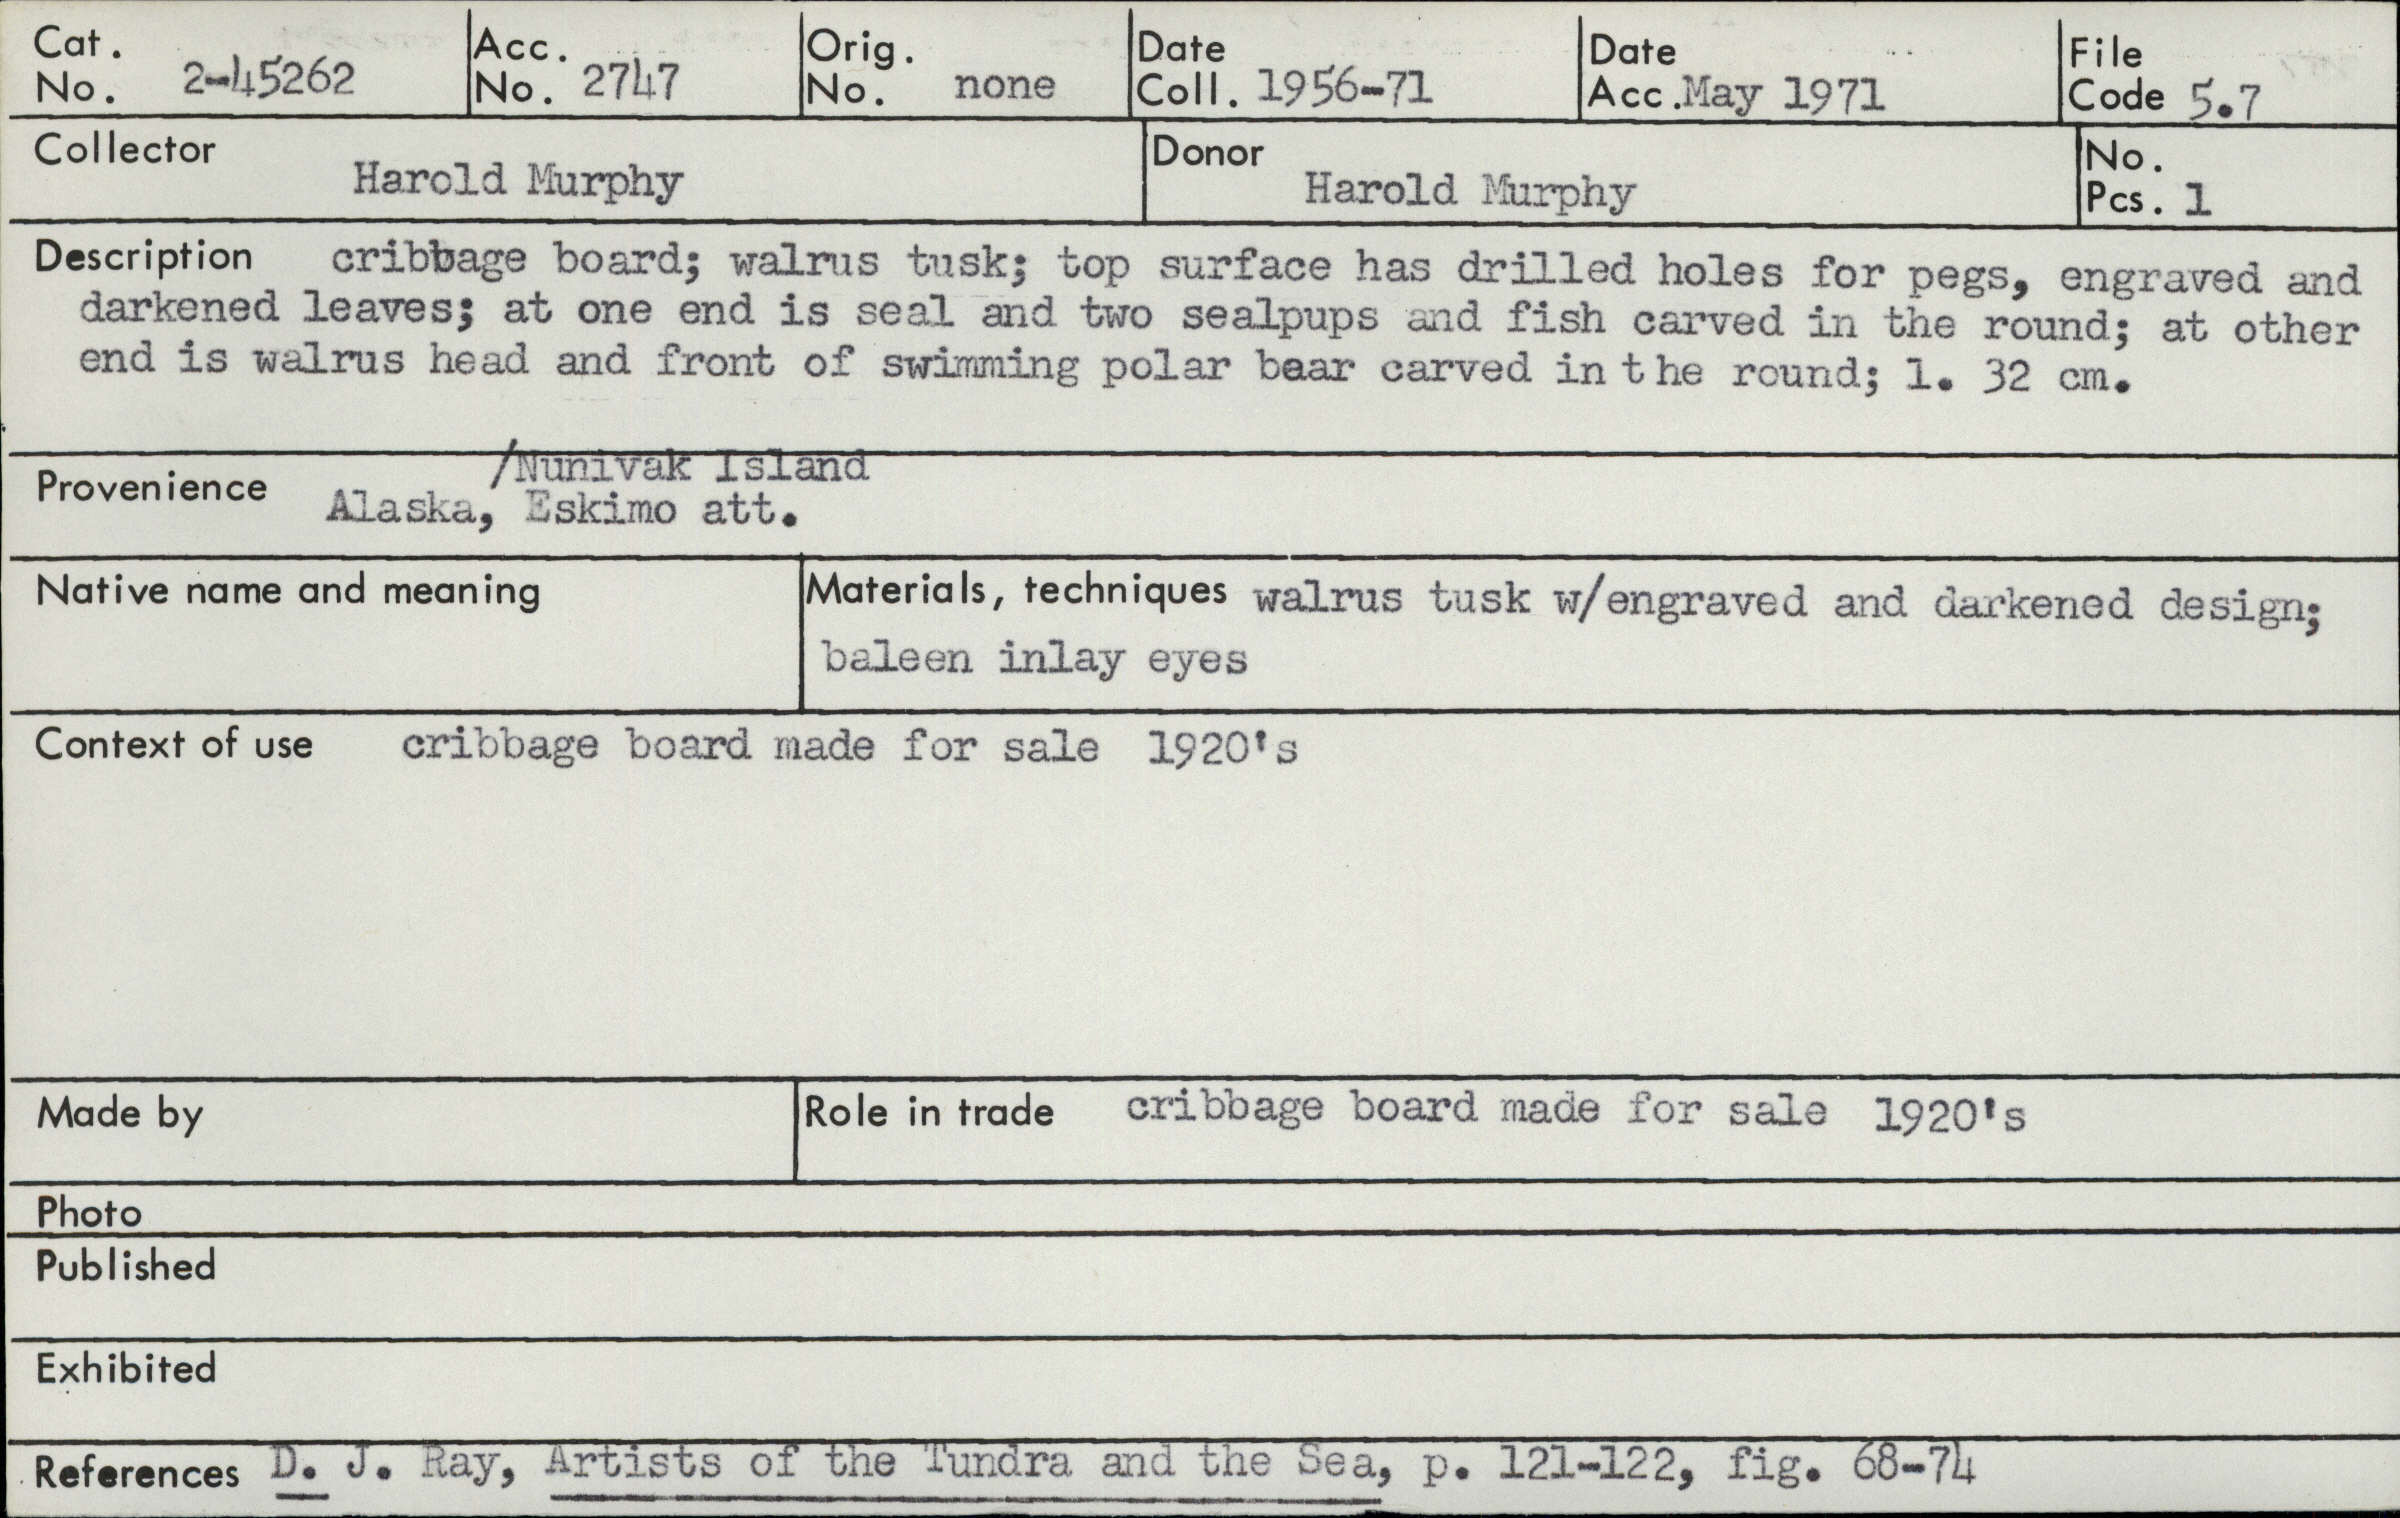 Cat. No. 2-45262 Acc. No. 2747 Orig. No. none Date Coll. 1956-71 Date Acc. May 1971 File Code 5.7
Collector Harold Murphy Donor Harold Murphy No. Pcs. 1
Description cribbage board; walrus tusk; top surface has drilled holes for pegs, engraved and
darkened leaves; at one end is seal and two sealpups and fish carved in the round; at other
end is walrus head and front of swimming polar bear carved in the round; l. 32 cm.
/Nunivak Island
Provenience Alaska, Eskimo att.
Native name and meaning
Materials, techniques walrus tusk w/engraved and darkened design;
baleen inlay eyes
Context of use cribbage board made for sale 1920's
Made by
Role in trade cribbage board made for sale 1920's
Photo
Published
Exhibited
References D. J. Ray, Artists of the Tundra and the Sea, p. 121-122, fig. 68-74